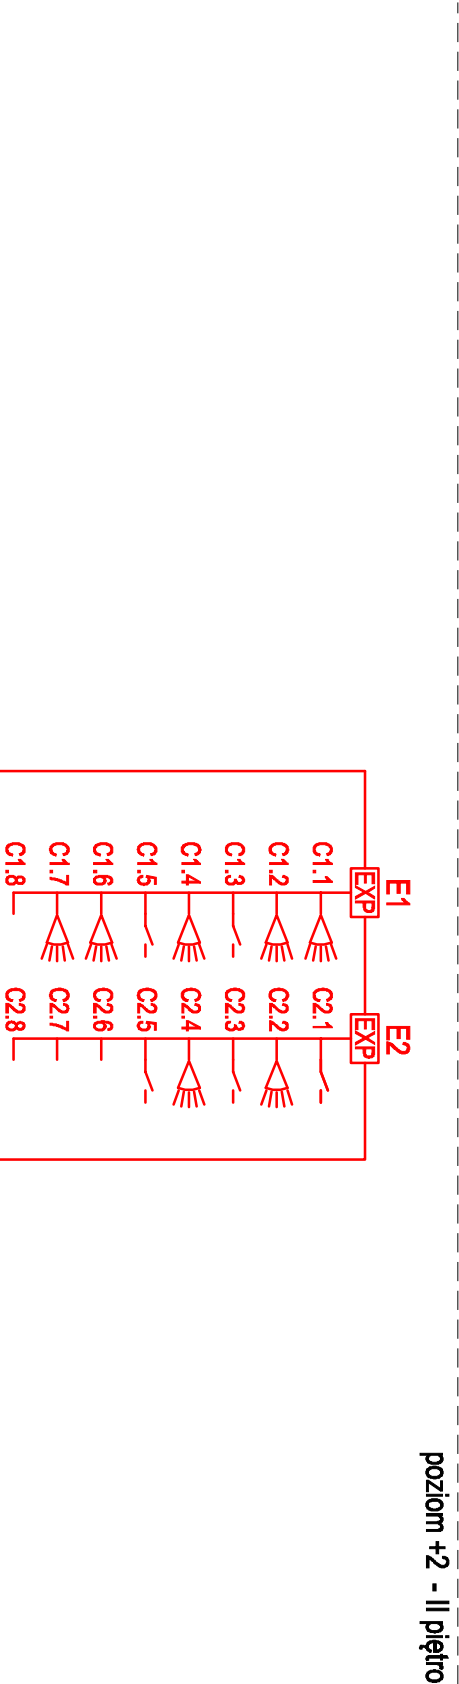 E1
EXP
C1.1
C1.2
C1.3
C1.4
C1.5
C1.6
C1.7
C1.8
E2
EXP
C2.1
C2.2
C2.3
C2.4
C2.5
C2.6
C2.7
C2.8
poziom +2 - II piętro